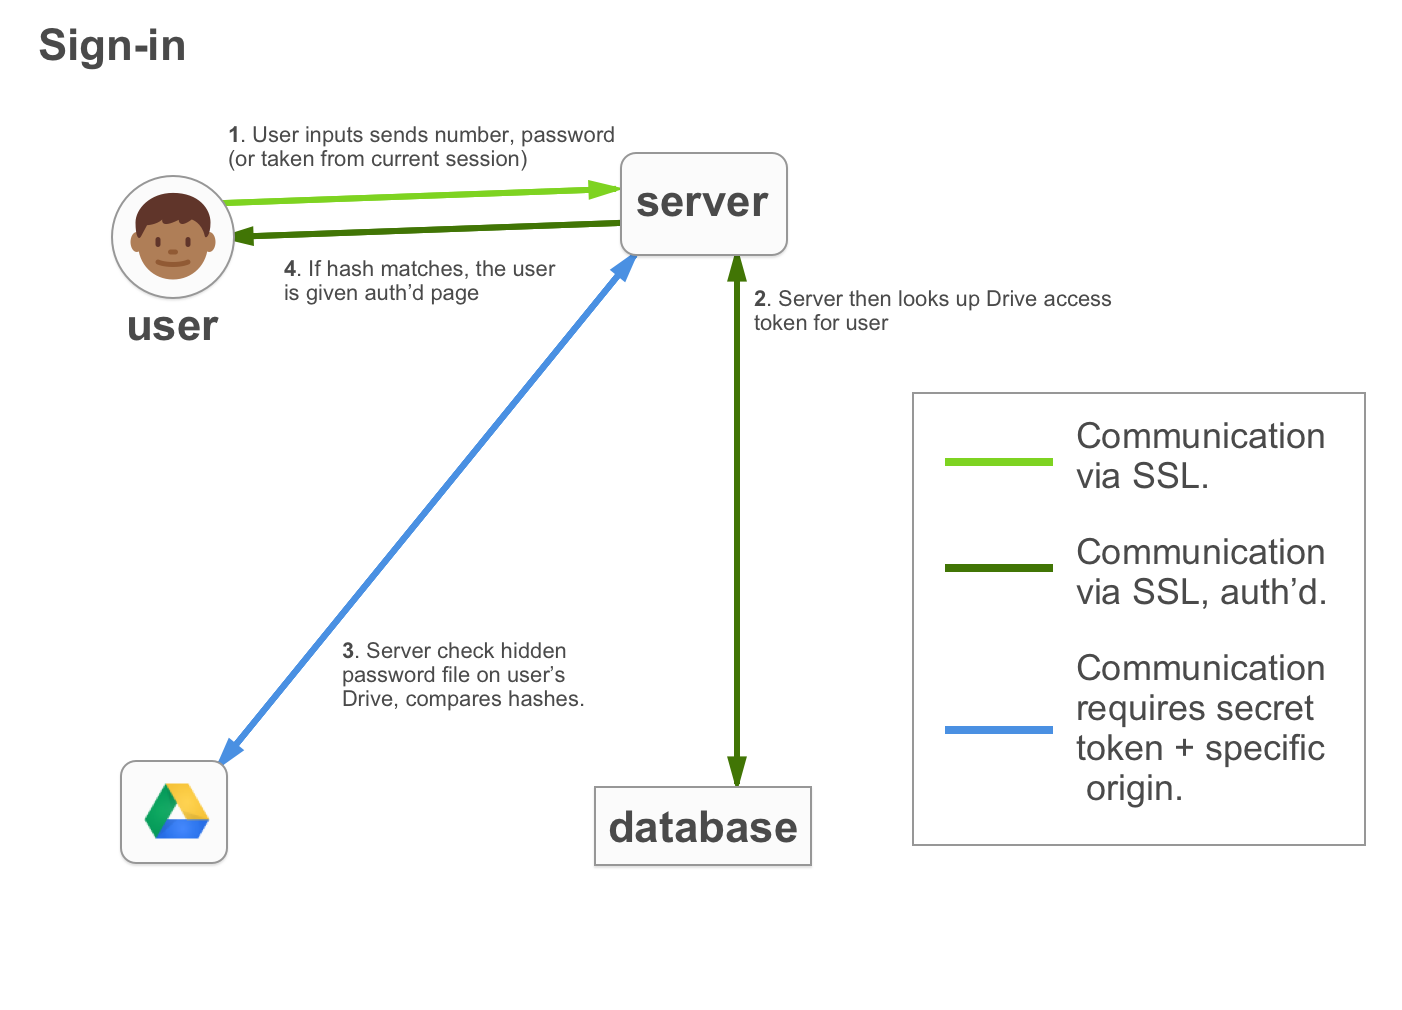 Sign-in
1. User inputs sends number, password
(or taken from current session)
server
4. If hash matches, the user
is given auth’d page
user
2. Server then looks up Drive access
token for user
Communication
via SSL.
Communication
via SSL, auth’d.
Communication
requires secret
token + specific
origin.
3. Server check hidden
password file on user’s
Drive, compares hashes.
database